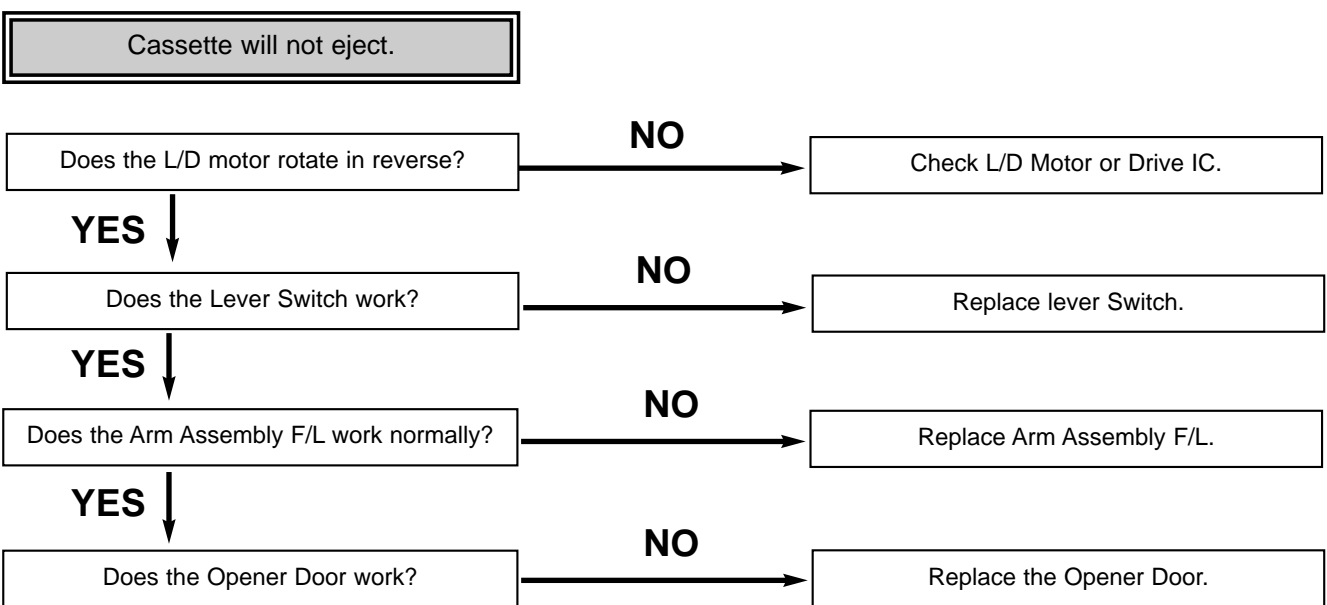 Cassette will not eject.
Does the L/D motor rotate in reverse?
NO
Check L/D Motor or Drive IC.
YES
Does the Lever Switch work?
NO
Replace lever Switch.
YES
Does the Arm Assembly F/L work normally?
NO
Replace Arm Assembly F/L.
YES
Does the Opener Door work?
NO
Replace the Opener Door.